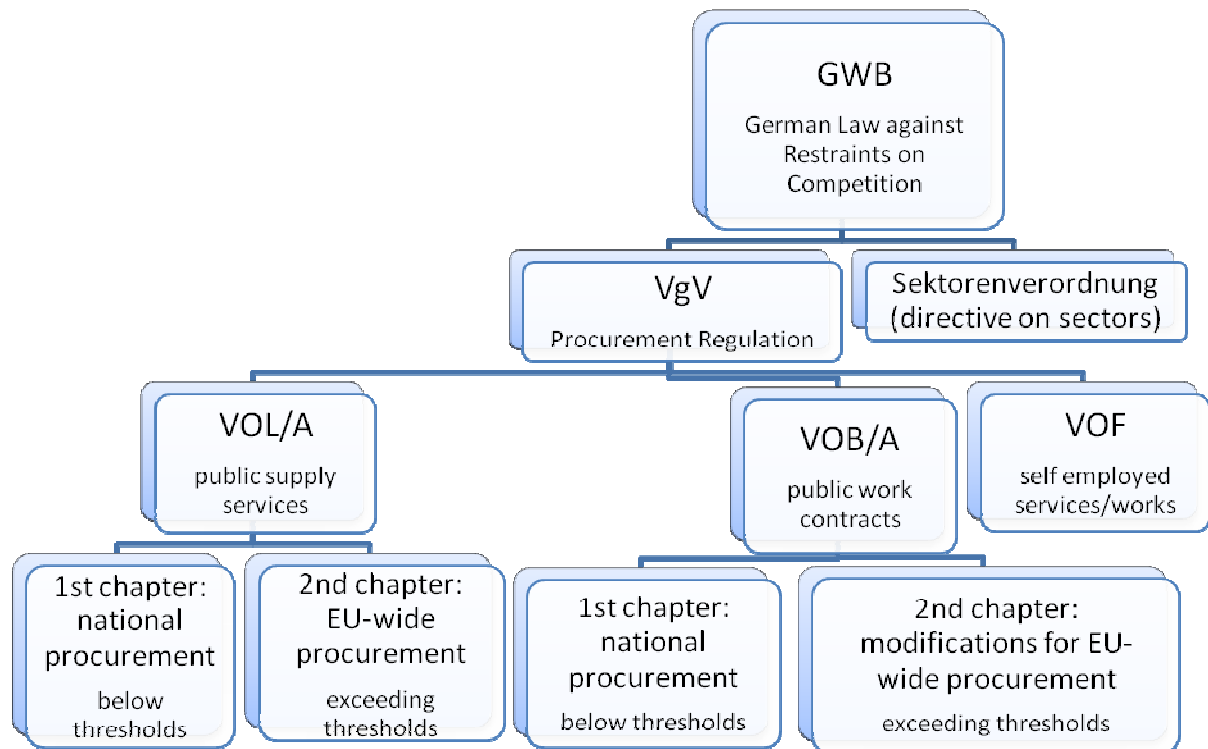 GWB
German Law against
Restraints on
Competition
VgV
Procurement Regulation
Sektorenverordnung
(directive on sectors)
VOL/A
public supply
services
VOB/A
public work
contracts
VOF
self employed
services/works
1st chapter:
national
procurement
below
thresholds
2nd chapter:
EU-wide
procurement
exceeding
thresholds
1st chapter:
national
procurement
below thresholds
2nd chapter:
modifications for EU-
wide procurement
exceeding thresholds